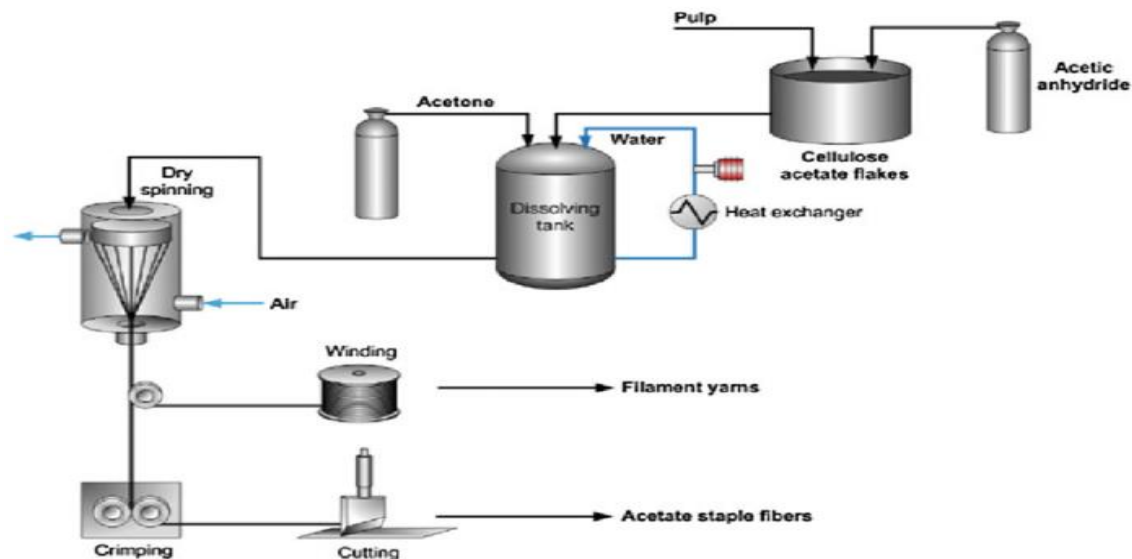 Pulp
Acetic
anhydride
Acetone
Water
Cellulose
acetate flakes
Dry
spinning
Dissolving
tank
Heat exchanger
Air
Winding
Filament yarns
Acetate staple fibers
Crimping
Cutting